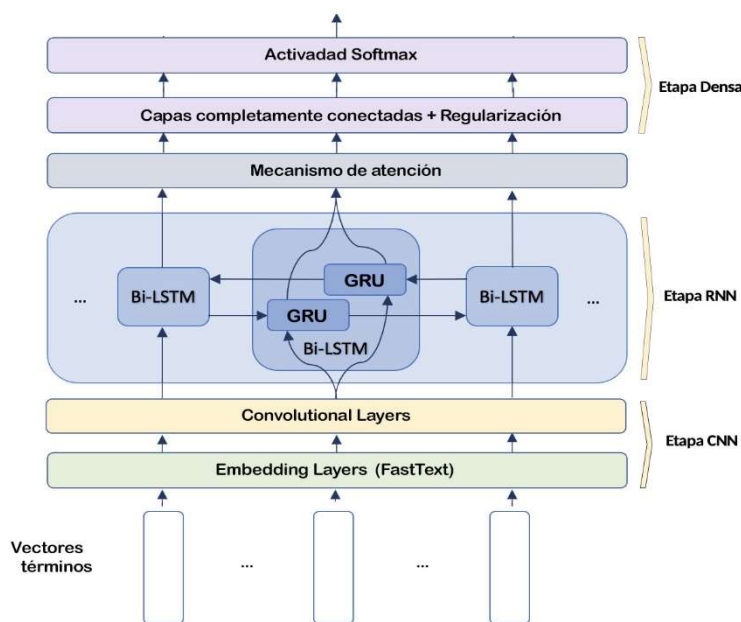 Activadad Softmax
Etapa Densa
Capas completamente conectadas + Regularización
Mecanismo de atención
GRU
... Bi-LSTM Bi-LSTM ...
GRU
Etapa RNN
Bi-LSTM
Convolutional Layers
Etapa CNN
Embedding Layers (FastText)
Vectores
términos
... ...